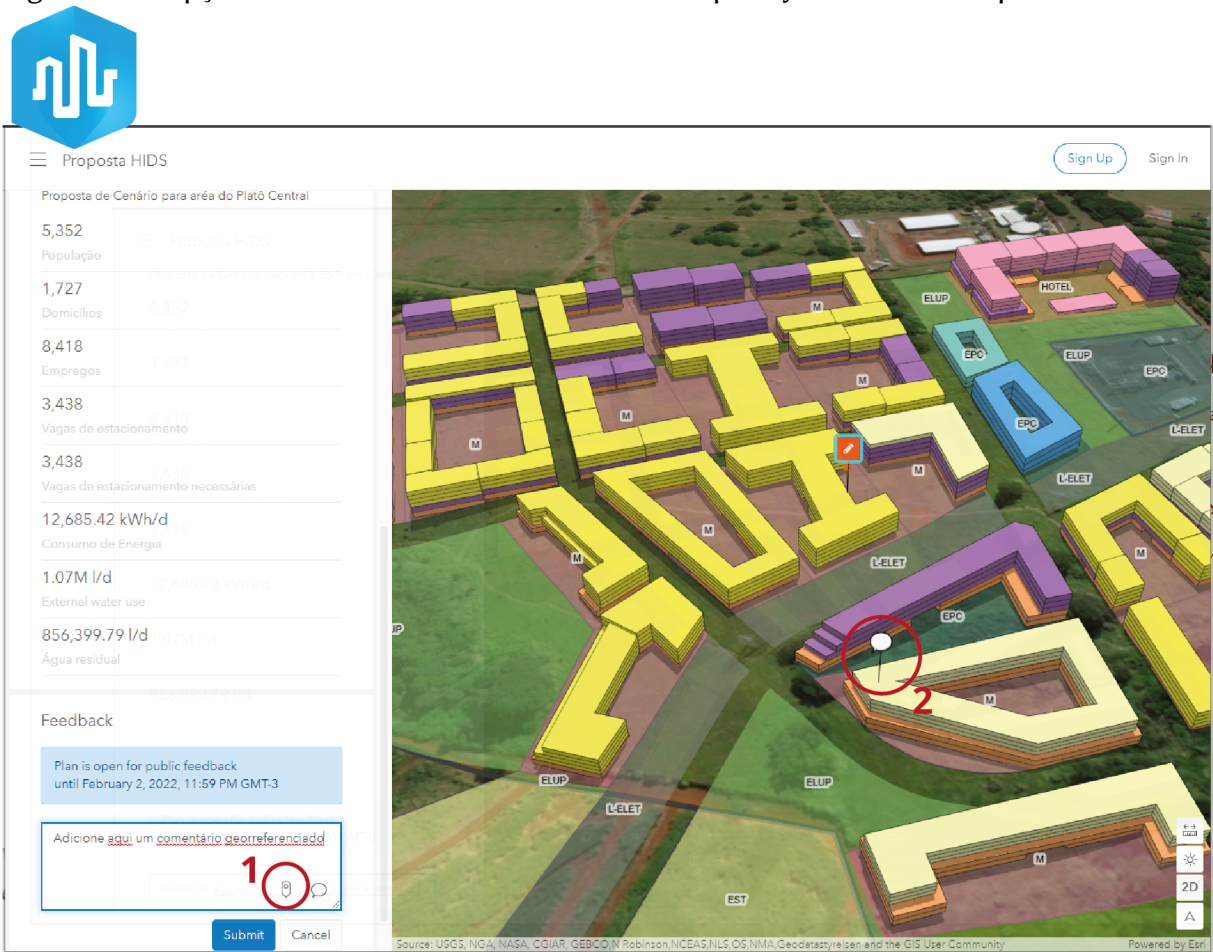 Proposta HIDS
Sign Up
Sign In
Proposta de Cenário para aréa do Platô Central
5,352
População
1,727
Domicílios
8,418
Empregos
3,438
Vagas de estacionamento
3,438
Vagas de estacionamento necessárias
12,685.42 kWh/d
Consumo de Energia
1.07M l/d
External water use
856,399.79 l/d
Água residual
Feedback
Plan is open for public feedback
until February 2, 2022, 11:59 PM GMT-3
Adicione aqui um comentário georreferenciado
1
Submit
Cancel
HOTEL
ELUP
M
EPC
ELUP
EPC
M
M
EPC
L-ELET
M
M
L-ELET
M
M
M
L-ELET
EPC
UP
2
M
ELUP
ELUP
L-ELET
M
EST
2D
Source: USGS, NGA, NASA, CGIAR, GEBCO,N Robinson,NCEAS,NLS,OS,NMA,Geodatastyrelsen and the GIS User Community
Powered by Esri